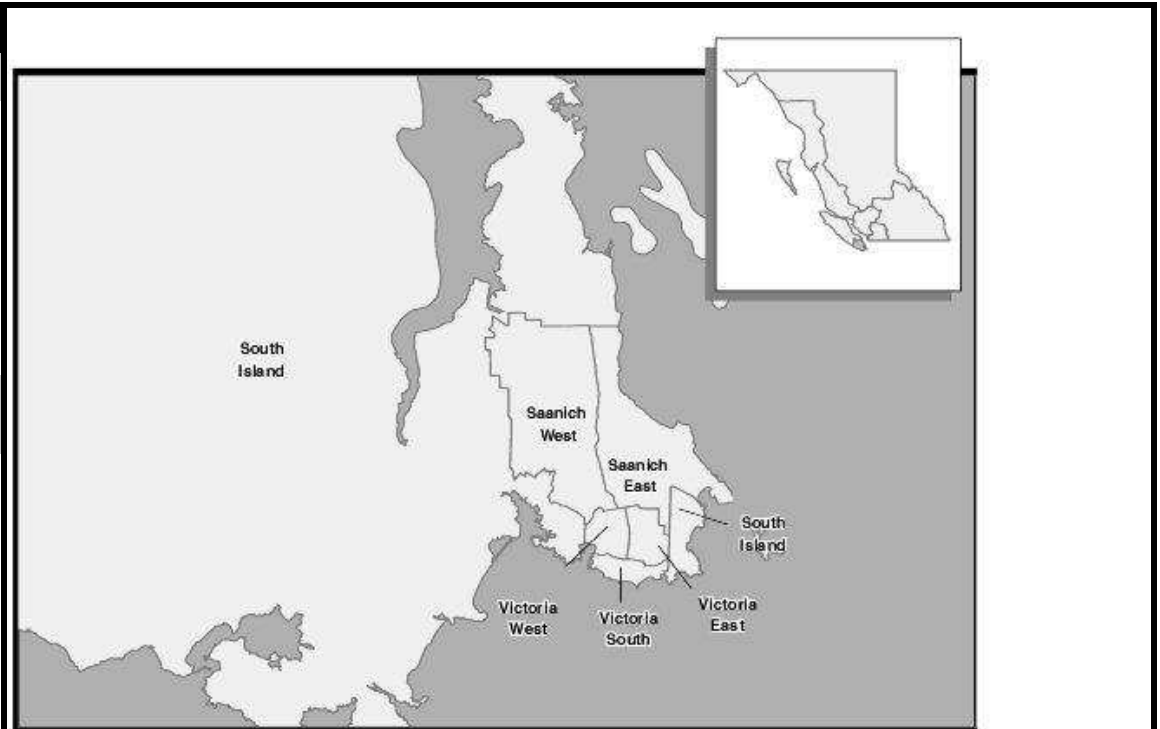 South
Island
Saanich
West
Saanich
East
South
Island
Victoria
West
Victoria
South
Victoria
East